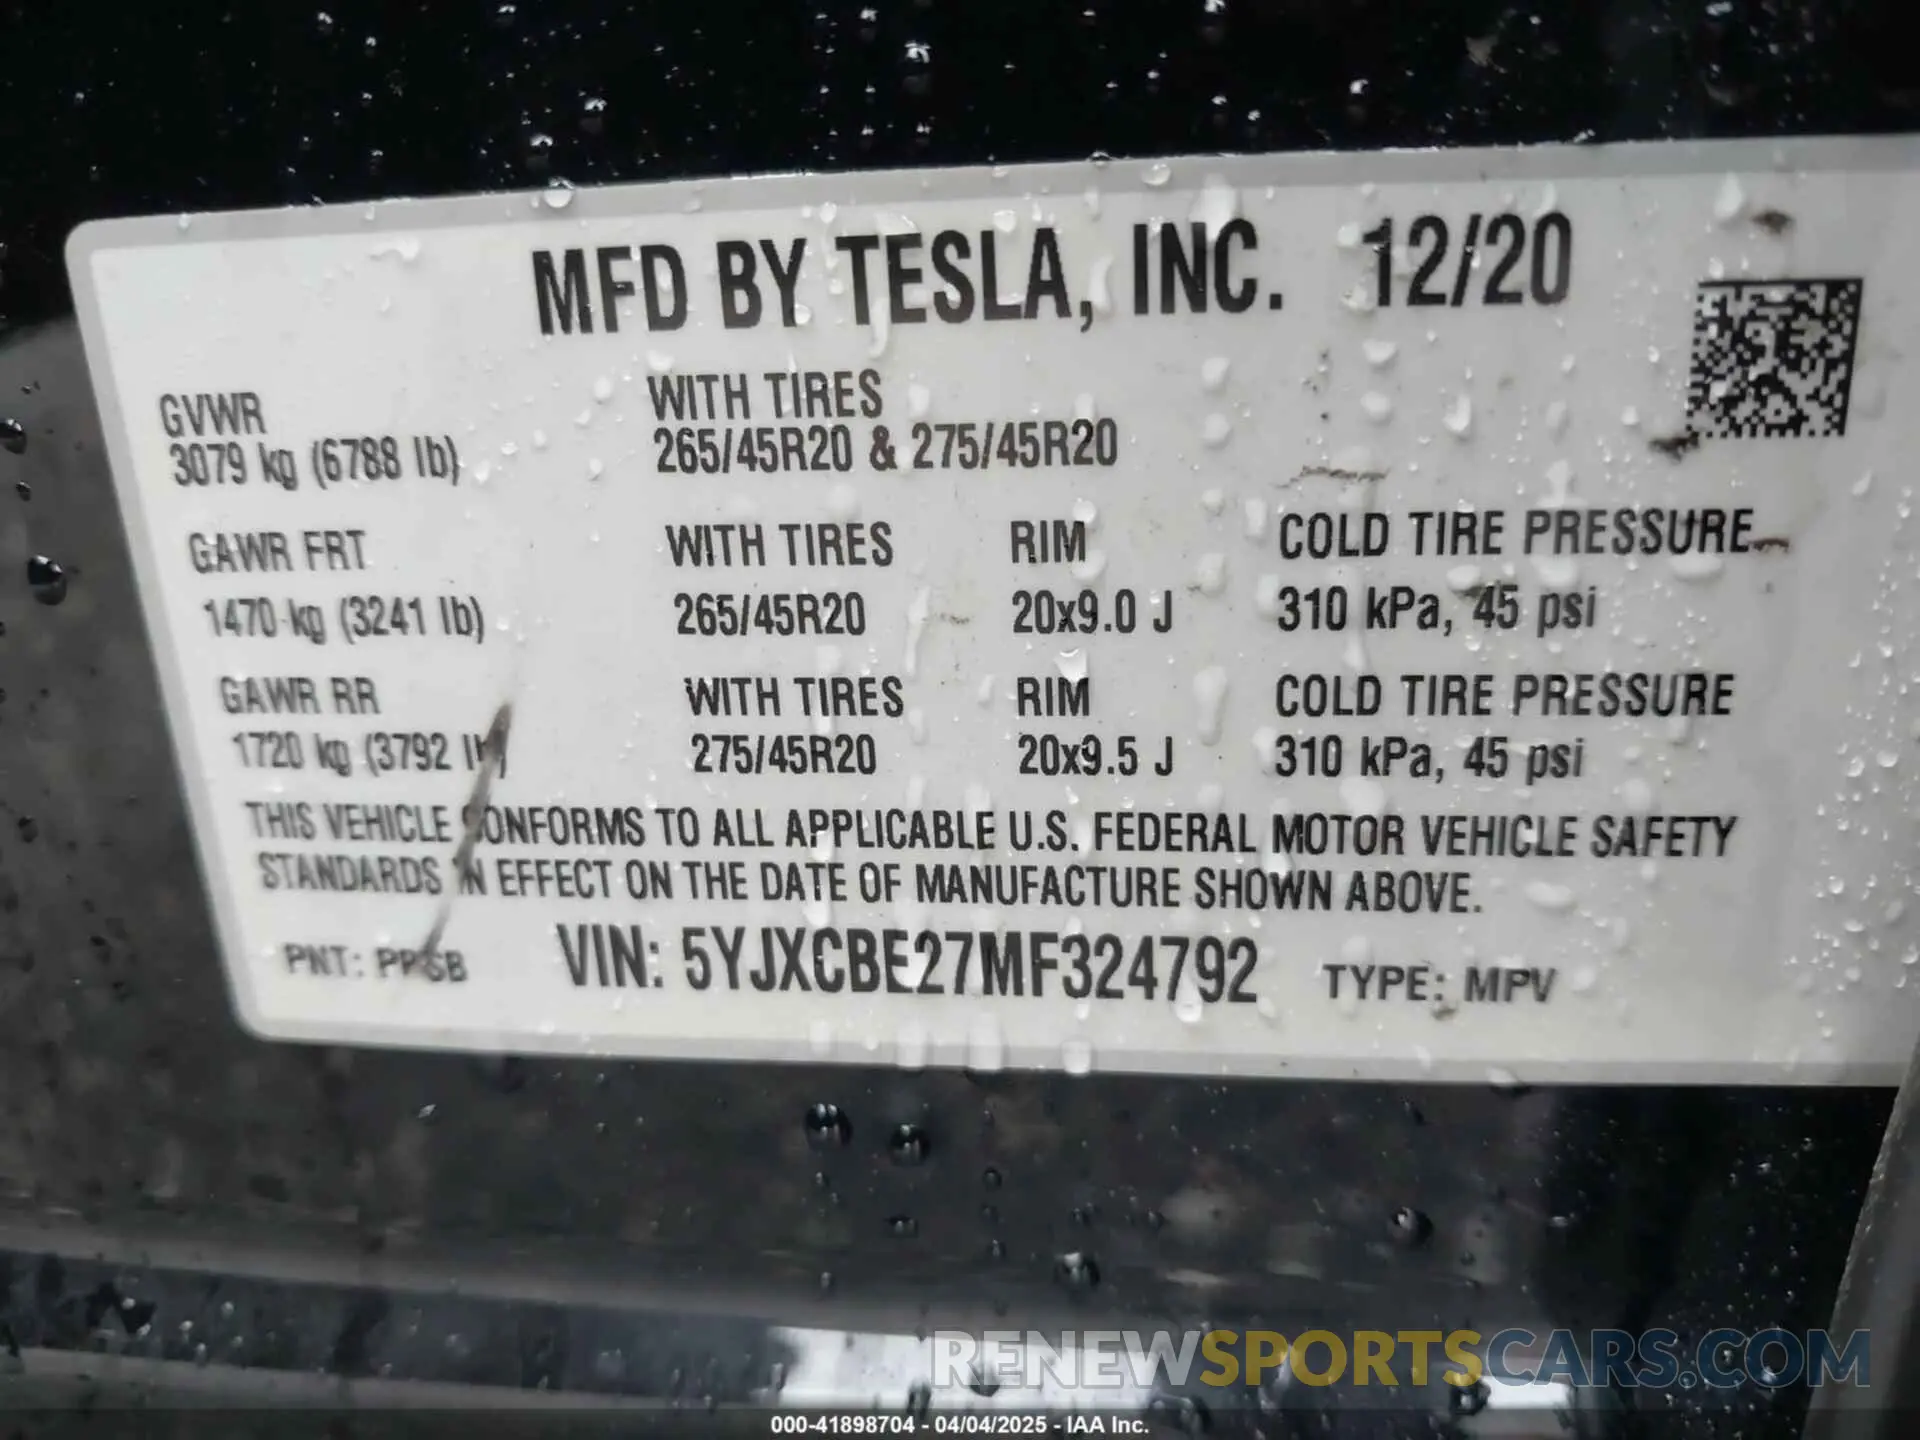 MFD BY TESLA, INC. 12/20
GVWR WITH TIRES
3079 kg (6788 lb) 265/45R20 & 275/45R20
GAWR FRT WITH TIRES RIM COLD TIRE PRESSURE
1470 kg (3241 lb) 265/45R20 20x9.0 J 310 kPa, 45 psi
GAWR RR WITH TIRES RIM COLD TIRE PRESSURE
1720 kg (3792 lb) 275/45R20 20x9.5 J 310 kPa, 45 psi
THIS VEHICLE CONFORMS TO ALL APPLICABLE U.S. FEDERAL MOTOR VEHICLE SAFETY
STANDARDS IN EFFECT ON THE DATE OF MANUFACTURE SHOWN ABOVE.
PNT: PPSB VIN: 5YJXCBE27MF324792 TYPE: MPV
RENEWSPORTSCARS.COM
000-41898704 - 04/04/2025 - IAA Inc.